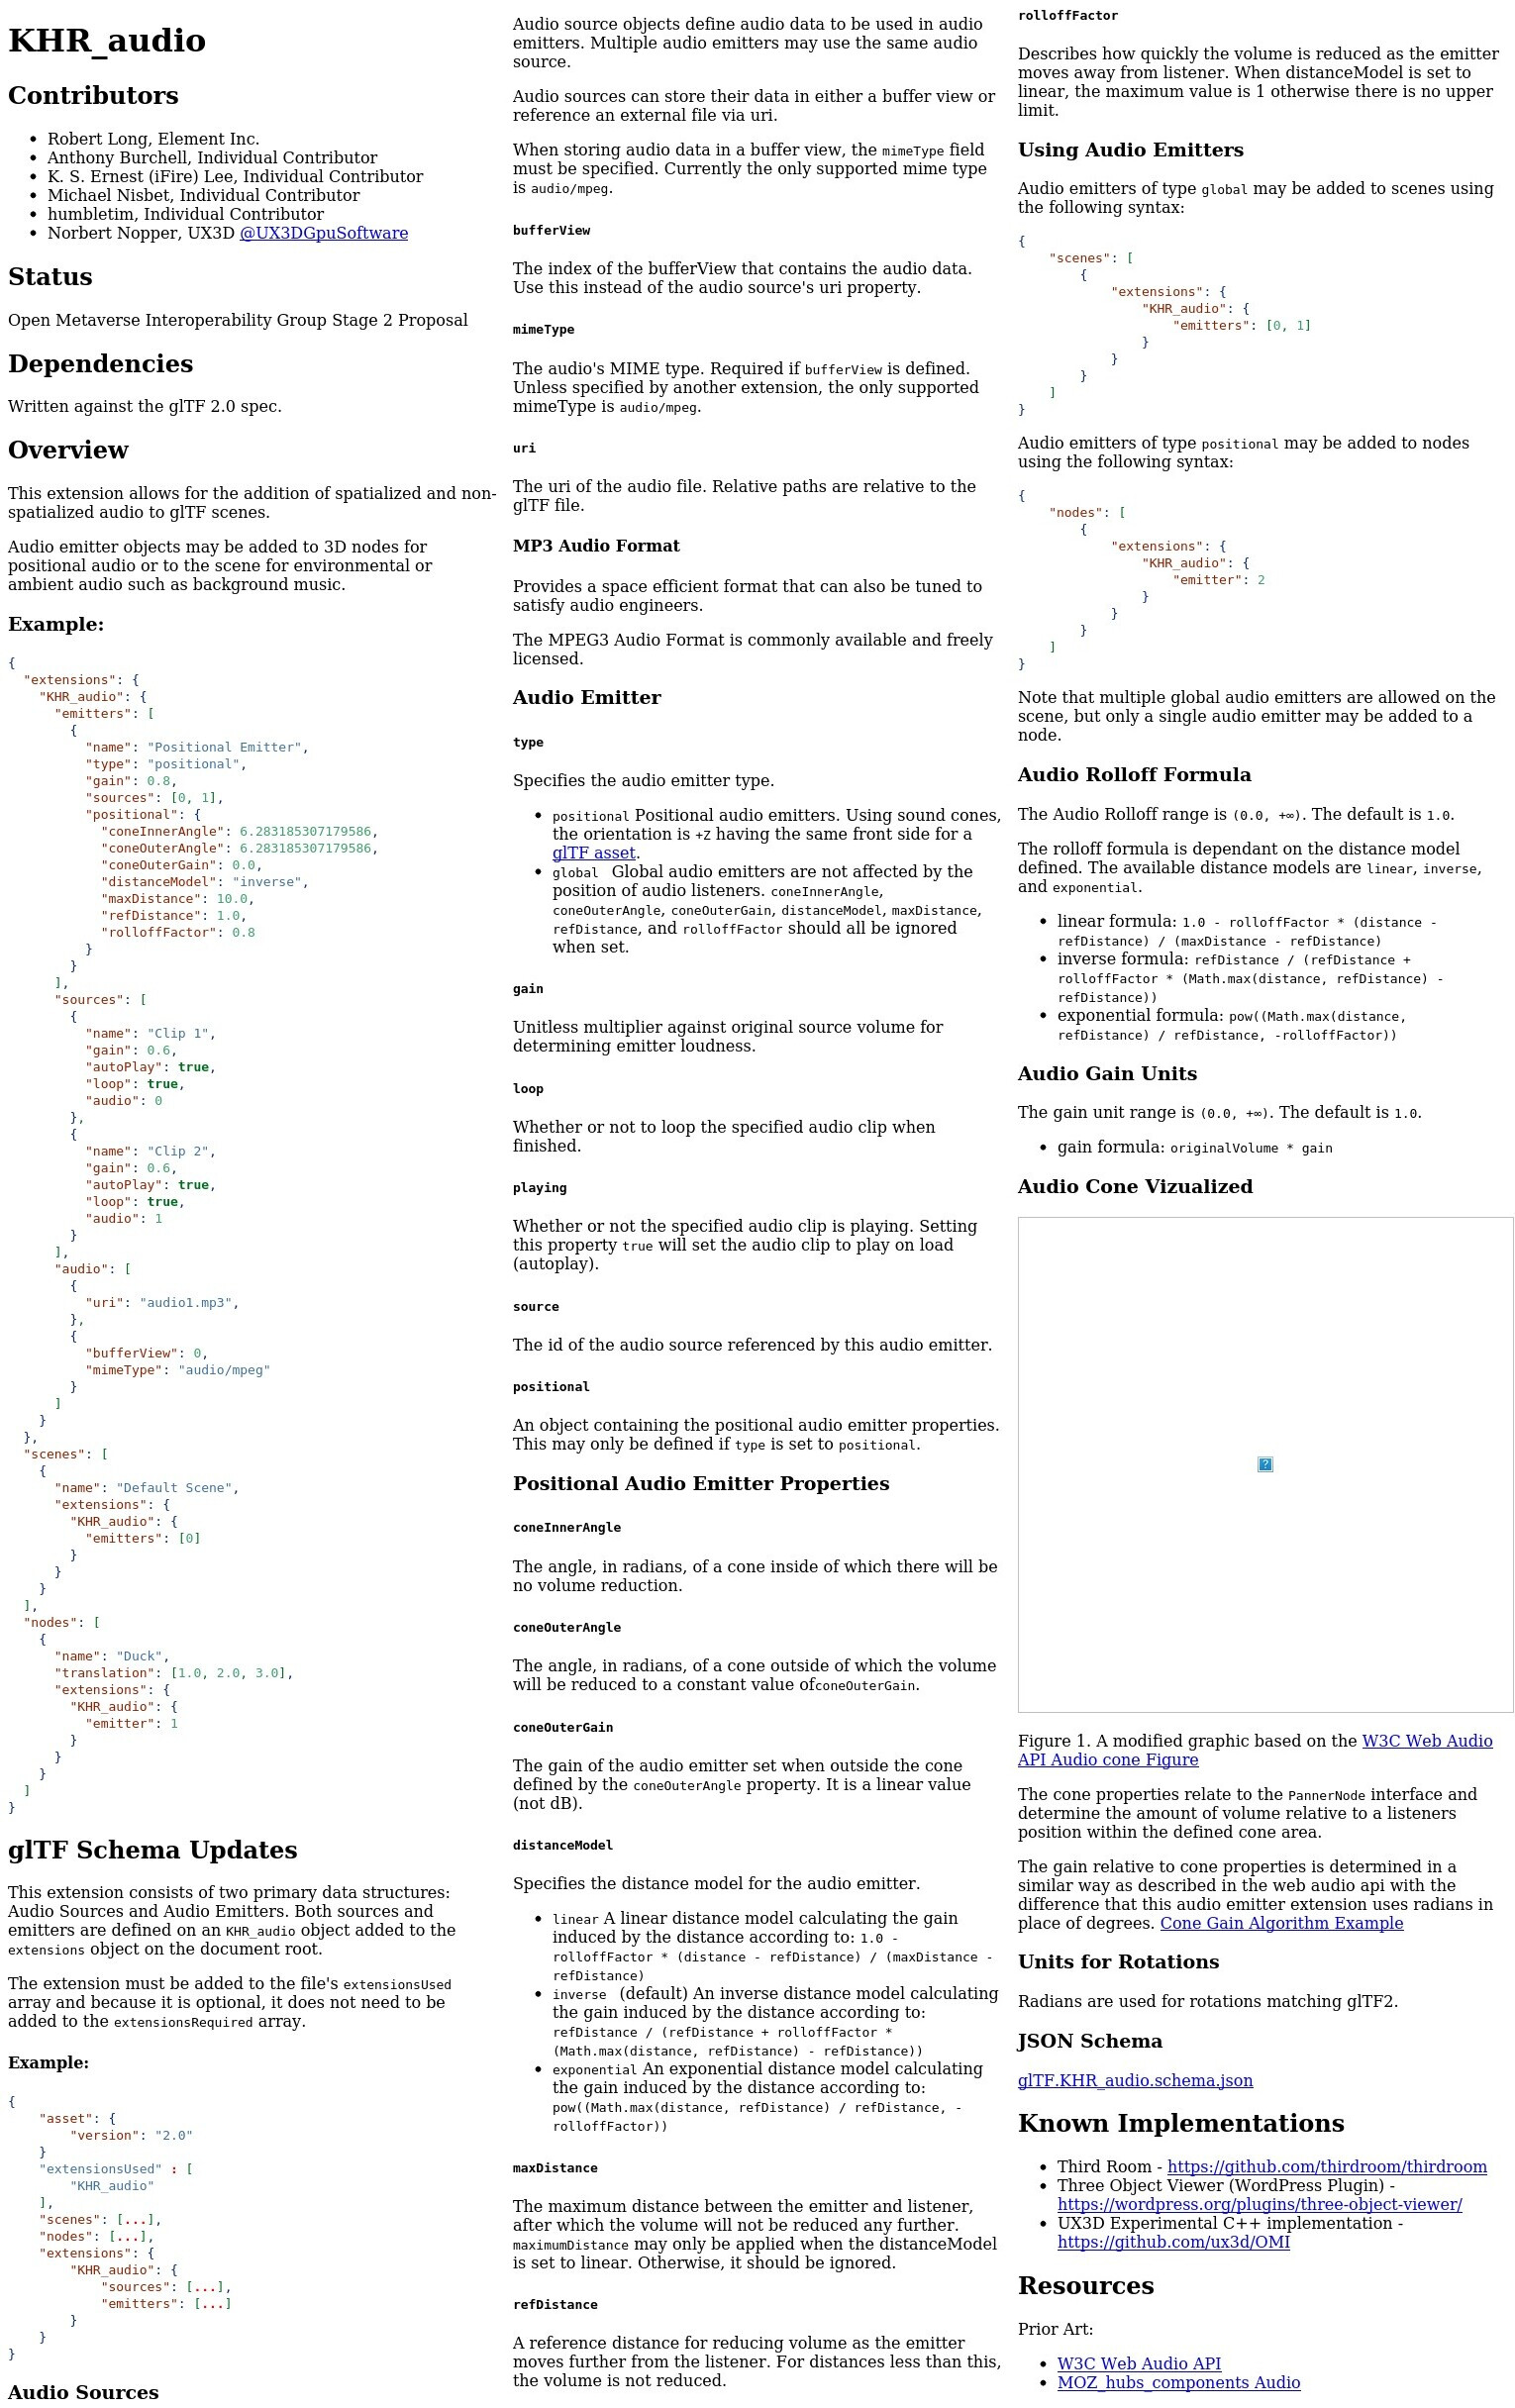 KHR_audio
Contributors
• Robert Long, Element Inc.
• Anthony Burchell, Individual Contributor
• K. S. Ernest (iFire) Lee, Individual Contributor
• Michael Nisbet, Individual Contributor
• humbletim, Individual Contributor
• Norbert Nopper, UX3D @UX3DGpuSoftware
Status
Open Metaverse Interoperability Group Stage 2 Proposal
Dependencies
Written against the glTF 2.0 spec.
Overview
This extension allows for the addition of spatialized and non-
spatialized audio to glTF scenes.
Audio emitter objects may be added to 3D nodes for
positional audio or to the scene for environmental or
ambient audio such as background music.
Example:
{
  "extensions": {
    "KHR_audio": {
      "emitters": [
        {
          "name": "Positional Emitter",
          "type": "positional",
          "gain": 0.8,
          "sources": [0, 1],
          "positional": {
            "coneInnerAngle": 6.283185307179586,
            "coneOuterAngle": 6.283185307179586,
            "coneOuterGain": 0.0,
            "distanceModel": "inverse",
            "maxDistance": 10.0,
            "refDistance": 1.0,
            "rolloffFactor": 0.8
          }
        }
      ],
      "sources": [
        {
          "name": "Clip 1",
          "gain": 0.6,
          "autoPlay": true,
          "loop": true,
          "audio": 0
        },
        {
          "name": "Clip 2",
          "gain": 0.6,
          "autoPlay": true,
          "loop": true,
          "audio": 1
        }
      ],
      "audio": [
        {
          "uri": "audio1.mp3",
        },
        {
          "bufferView": 0,
          "mimeType": "audio/mpeg"
        }
      ]
    }
  },
  "scenes": [
    {
      "name": "Default Scene",
      "extensions": {
        "KHR_audio": {
          "emitters": [0]
        }
      }
    }
  ],
  "nodes": [
    {
      "name": "Duck",
      "translation": [1.0, 2.0, 3.0],
      "extensions": {
        "KHR_audio": {
          "emitter": 1
        }
      }
    }
  ]
}
glTF Schema Updates
This extension consists of two primary data structures:
Audio Sources and Audio Emitters. Both sources and
emitters are defined on an KHR_audio object added to the
extensions object on the document root.
The extension must be added to the file's extensionsUsed
array and because it is optional, it does not need to be
added to the extensionsRequired array.
Example:
{
    "asset": {
        "version": "2.0"
    }
    "extensionsUsed" : [
        "KHR_audio"
    ],
    "scenes": [...],
    "nodes": [...],
    "extensions": {
        "KHR_audio": {
            "sources": [...],
            "emitters": [...]
        }
    }
}
Audio Sources
Audio source objects define audio data to be used in audio
emitters. Multiple audio emitters may use the same audio
source.
Audio sources can store their data in either a buffer view or
reference an external file via uri.
When storing audio data in a buffer view, the mimeType field
must be specified. Currently the only supported mime type
is audio/mpeg.
bufferView
The index of the bufferView that contains the audio data.
Use this instead of the audio source's uri property.
mimeType
The audio's MIME type. Required if bufferView is defined.
Unless specified by another extension, the only supported
mimeType is audio/mpeg.
uri
The uri of the audio file. Relative paths are relative to the
glTF file.
MP3 Audio Format
Provides a space efficient format that can also be tuned to
satisfy audio engineers.
The MPEG3 Audio Format is commonly available and freely
licensed.
Audio Emitter
type
Specifies the audio emitter type.
• positional Positional audio emitters. Using sound cones,
the orientation is +Z having the same front side for a
glTF asset.
• global Global audio emitters are not affected by the
position of audio listeners. coneInnerAngle,
coneOuterAngle, coneOuterGain, distanceModel, maxDistance,
refDistance, and rolloffFactor should all be ignored
when set.
gain
Unitless multiplier against original source volume for
determining emitter loudness.
loop
Whether or not to loop the specified audio clip when
finished.
playing
Whether or not the specified audio clip is playing. Setting
this property true will set the audio clip to play on load
(autoplay).
source
The id of the audio source referenced by this audio emitter.
positional
An object containing the positional audio emitter properties.
This may only be defined if type is set to positional.
Positional Audio Emitter Properties
coneInnerAngle
The angle, in radians, of a cone inside of which there will be
no volume reduction.
coneOuterAngle
The angle, in radians, of a cone outside of which the volume
will be reduced to a constant value ofconeOuterGain.
coneOuterGain
The gain of the audio emitter set when outside the cone
defined by the coneOuterAngle property. It is a linear value
(not dB).
distanceModel
Specifies the distance model for the audio emitter.
• linear A linear distance model calculating the gain
induced by the distance according to: 1.0 -
rolloffFactor * (distance - refDistance) / (maxDistance -
refDistance)
• inverse (default) An inverse distance model calculating
the gain induced by the distance according to:
refDistance / (refDistance + rolloffFactor *
(Math.max(distance, refDistance) - refDistance))
• exponential An exponential distance model calculating
the gain induced by the distance according to:
pow((Math.max(distance, refDistance) / refDistance, -
rolloffFactor))
maxDistance
The maximum distance between the emitter and listener,
after which the volume will not be reduced any further.
maximumDistance may only be applied when the distanceModel
is set to linear. Otherwise, it should be ignored.
refDistance
A reference distance for reducing volume as the emitter
moves further from the listener. For distances less than this,
the volume is not reduced.
rolloffFactor
Describes how quickly the volume is reduced as the emitter
moves away from listener. When distanceModel is set to
linear, the maximum value is 1 otherwise there is no upper
limit.
Using Audio Emitters
Audio emitters of type global may be added to scenes using
the following syntax:
{
    "scenes": [
        {
            "extensions": {
                "KHR_audio": {
                    "emitters": [0, 1]
                }
            }
        }
    ]
}
Audio emitters of type positional may be added to nodes
using the following syntax:
{
    "nodes": [
        {
            "extensions": {
                "KHR_audio": {
                    "emitter": 2
                }
            }
        }
    ]
}
Note that multiple global audio emitters are allowed on the
scene, but only a single audio emitter may be added to a
node.
Audio Rolloff Formula
The Audio Rolloff range is (0.0, +∞). The default is 1.0.
The rolloff formula is dependant on the distance model
defined. The available distance models are linear, inverse,
and exponential.
• linear formula: 1.0 - rolloffFactor * (distance -
refDistance) / (maxDistance - refDistance)
• inverse formula: refDistance / (refDistance +
rolloffFactor * (Math.max(distance, refDistance) -
refDistance))
• exponential formula: pow((Math.max(distance,
refDistance) / refDistance, -rolloffFactor))
Audio Gain Units
The gain unit range is (0.0, +∞). The default is 1.0.
• gain formula: originalVolume * gain
Audio Cone Vizualized
Figure 1. A modified graphic based on the W3C Web Audio
API Audio cone Figure
The cone properties relate to the PannerNode interface and
determine the amount of volume relative to a listeners
position within the defined cone area.
The gain relative to cone properties is determined in a
similar way as described in the web audio api with the
difference that this audio emitter extension uses radians in
place of degrees. Cone Gain Algorithm Example
Units for Rotations
Radians are used for rotations matching glTF2.
JSON Schema
glTF.KHR_audio.schema.json
Known Implementations
• Third Room - https://github.com/thirdroom/thirdroom
• Three Object Viewer (WordPress Plugin) -
https://wordpress.org/plugins/three-object-viewer/
• UX3D Experimental C++ implementation -
https://github.com/ux3d/OMI
Resources
Prior Art:
• W3C Web Audio API
• MOZ_hubs_components Audio